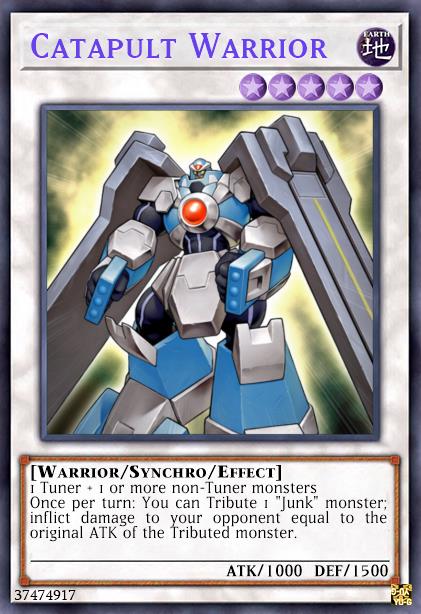 Catapult Warrior
EARTH
地
[Warrior/Synchro/Effect]
1 Tuner + 1 or more non-Tuner monsters
Once per turn: You can Tribute 1 "Junk" monster;
inflict damage to your opponent equal to the
original ATK of the Tributed monster.
ATK/1000 DEF/1500
37474917